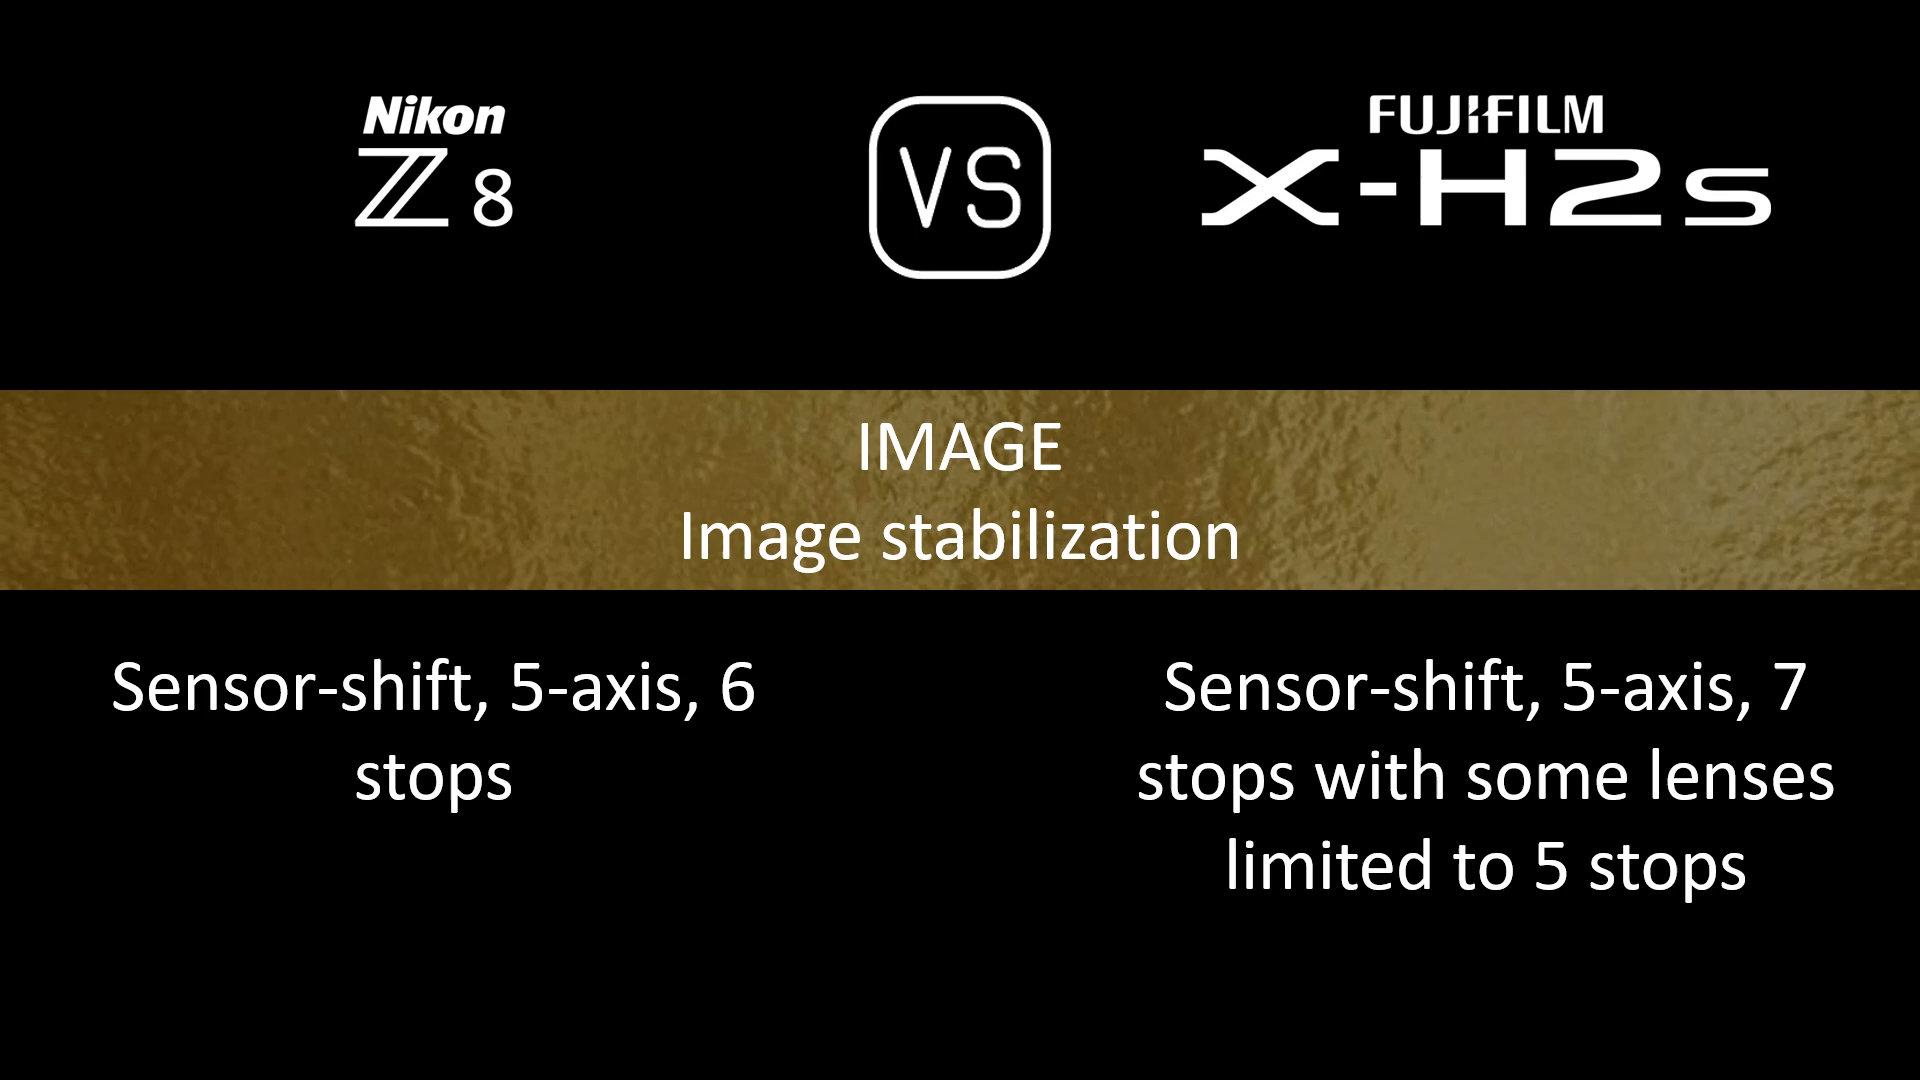 Nikon
Z 8
VS
FUJIFILM
X-H2s
IMAGE
Image stabilization
Sensor-shift, 5-axis, 6
stops
Sensor-shift, 5-axis, 7
stops with some lenses
limited to 5 stops